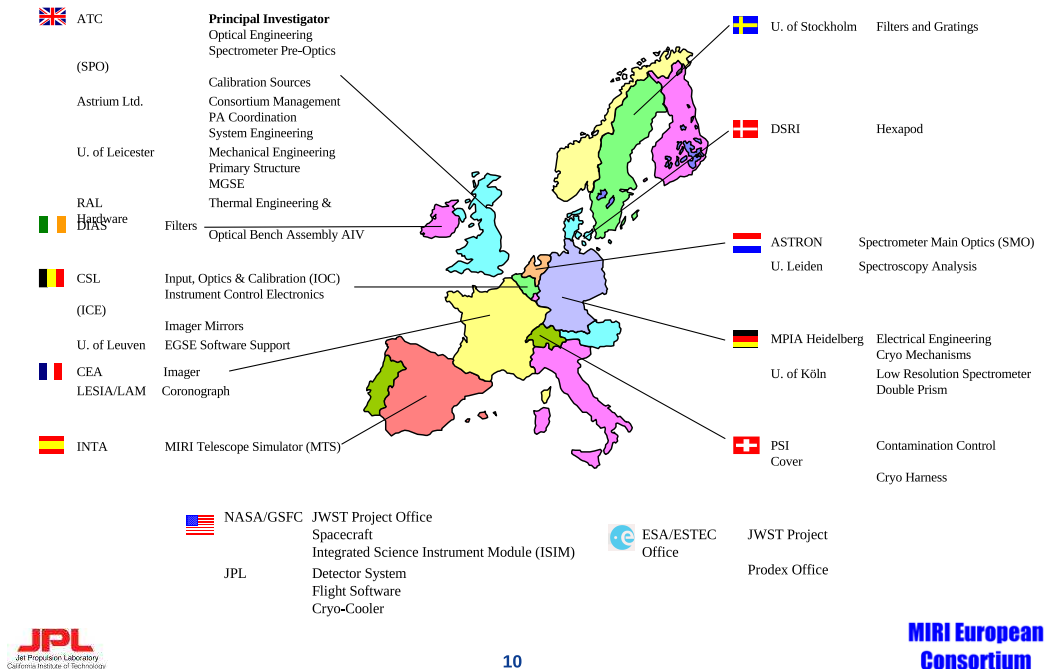 ATC Principal Investigator
Optical Engineering
Spectrometer Pre-Optics
(SPO)
Calibration Sources
Astrium Ltd. Consortium Management
PA Coordination
System Engineering
U. of Leicester Mechanical Engineering
Primary Structure
MGSE
RAL Thermal Engineering &
Hardware
DIAS Filters
Optical Bench Assembly AIV
CSL Input, Optics & Calibration (IOC)
Instrument Control Electronics
(ICE)
Imager Mirrors
U. of Leuven EGSE Software Support
CEA Imager
LESIA/LAM Coronograph
INTA MIRI Telescope Simulator (MTS)
U. of Stockholm Filters and Gratings
DSRI Hexapod
ASTRON Spectrometer Main Optics (SMO)
U. Leiden Spectroscopy Analysis
MPIA Heidelberg Electrical Engineering
Cryo Mechanisms
U. of Köln Low Resolution Spectrometer
Double Prism
PSI Contamination Control
Cover
Cryo Harness
NASA/GSFC JWST Project Office
Spacecraft
Integrated Science Instrument Module (ISIM)
JPL Detector System
Flight Software
Cryo-Cooler
e
ESA/ESTEC JWST Project
Office
Prodex Office
JPL
Jet Propulsion Laboratory
California Institute of Technology
10
MIRI European
Consortium